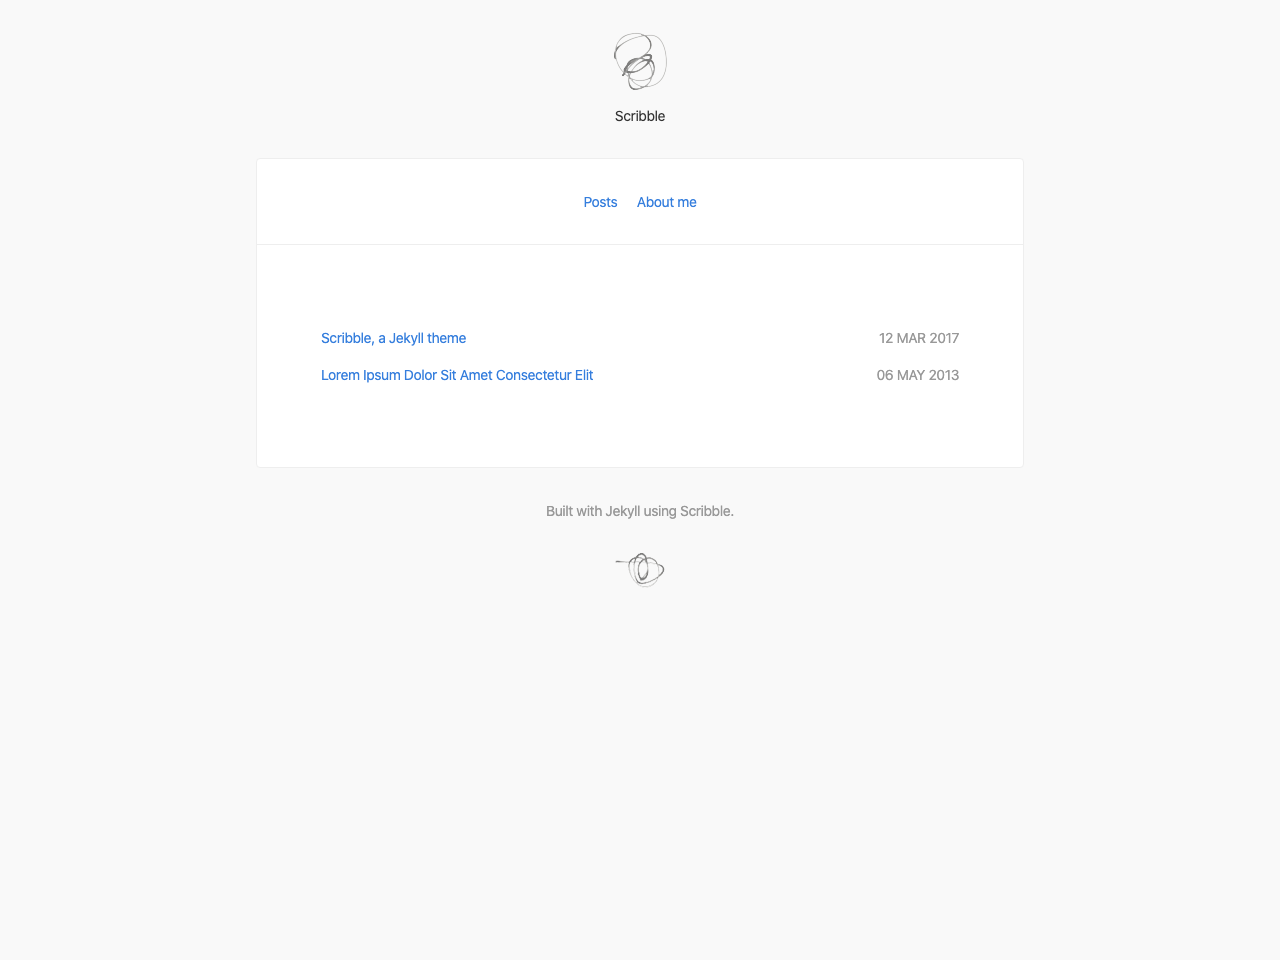 Scribble
Posts About me
Scribble, a Jekyll theme 12 MAR 2017
Lorem Ipsum Dolor Sit Amet Consectetur Elit 06 MAY 2013
Built with Jekyll using Scribble.